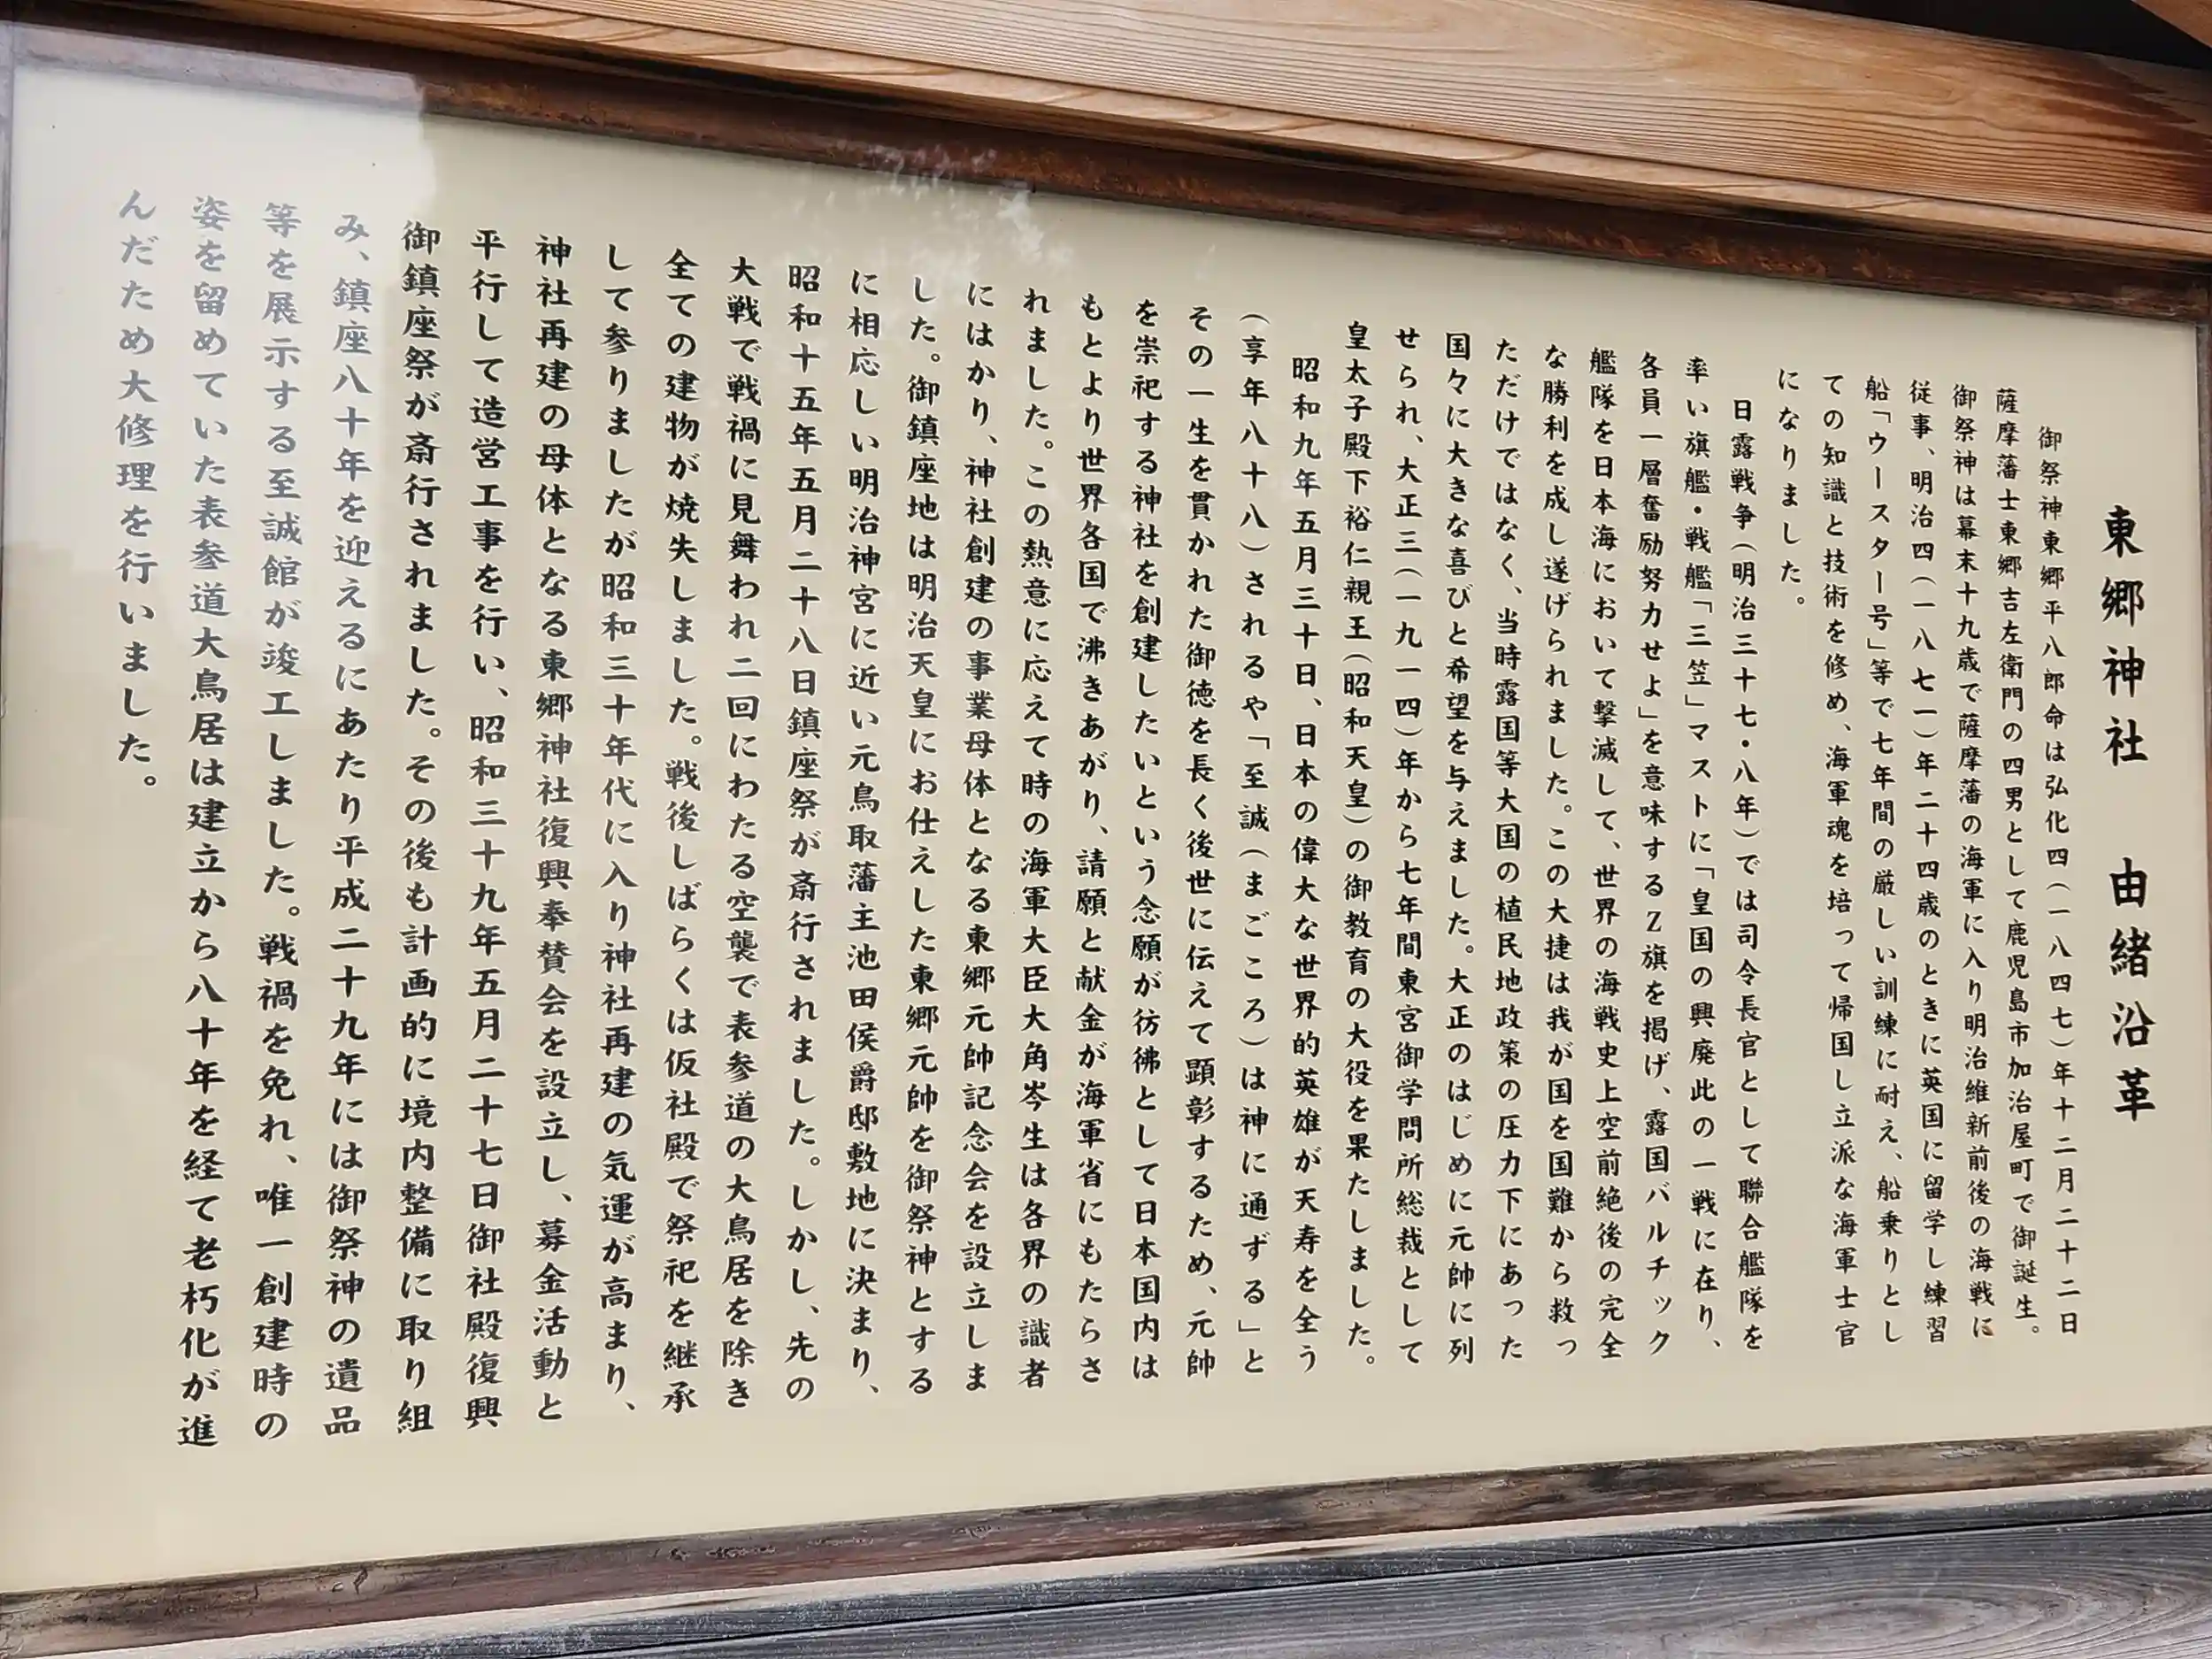 東郷神社　由緒沿革
御祭神東郷平八郎命は弘化四(一八四七)年十二月二十二日
薩摩藩士東郷吉左衛門の四男として鹿児島市加治屋町で御誕生。
御祭神は幕末十九歳で薩摩藩の海軍に入り明治維新前後の海戦に
従事、明治四(一八七一)年二十四歳のときに英国に留学し練習
船「ウースター号」等で七年間の厳しい訓練に耐え、船乗りとし
ての知識と技術を修め、海軍魂を培って帰国し立派な海軍士官
になりました。
日露戦争(明治三十七・八年)では司令長官として聯合艦隊を
率い旗艦・戦艦「三笠」マストに「皇国の興廃此の一戦に在り、
各員一層奮励努力せよ」を意味するZ旗を掲げ、露国バルチック
艦隊を日本海において撃滅して、世界の海戦史上空前絶後の完全
な勝利を成し遂げられました。この大捷は我が国を国難から救っ
ただけではなく、当時露国等大国の植民地政策の圧力下にあった
国々に大きな喜びと希望を与えました。大正のはじめに元帥に列
せられ、大正三(一九一四)年から七年間東宮御学問所総裁として
皇太子殿下裕仁親王(昭和天皇)の御教育の大役を果たしました。
昭和九年五月三十日、日本の偉大な世界的英雄が天寿を全う
(享年八十八)されるや「至誠(まごころ)は神に通ずる」と
その一生を貫かれた御徳を長く後世に伝えて顕彰するため、元帥
を崇祀する神社を創建したいという念願が彷彿として日本国内は
もとより世界各国で沸きあがり、請願と献金が海軍省にもたらさ
れました。この熱意に応えて時の海軍大臣大角岑生は各界の識者
にはかり、神社創建の事業母体となる東郷元帥記念会を設立しま
した。御鎮座地は明治天皇にお仕えした東郷元帥を御祭神とする
に相応しい明治神宮に近い元鳥取藩主池田侯爵邸敷地に決まり、
昭和十五年五月二十八日鎮座祭が斎行されました。しかし、先の
大戦で戦禍に見舞われ二回にわたる空襲で表参道の大鳥居を除き
全ての建物が焼失しました。戦後しばらくは仮社殿で祭祀を継承
して参りましたが昭和三十年代に入り神社再建の気運が高まり、
神社再建の母体となる東郷神社復興奉賛会を設立し、募金活動と
平行して造営工事を行い、昭和三十九年五月二十七日御社殿復興
御鎮座祭が斎行されました。その後も計画的に境内整備に取り組
み、鎮座八十年を迎えるにあたり平成二十九年には御祭神の遺品
等を展示する至誠館が竣工しました。戦禍を免れ、唯一創建時の
姿を留めていた表参道大鳥居は建立から八十年を経て老朽化が進
んだため大修理を行いました。